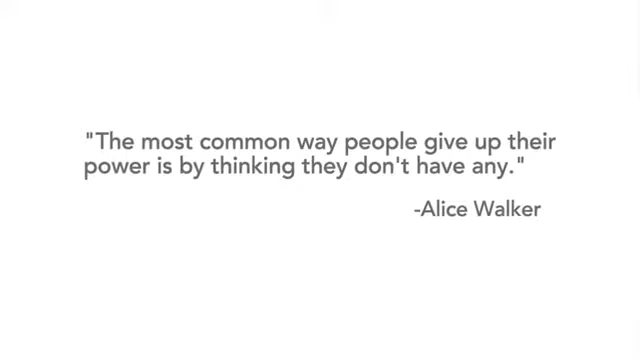 "The most common way people give up their
power is by thinking they don't have any."
-Alice Walker